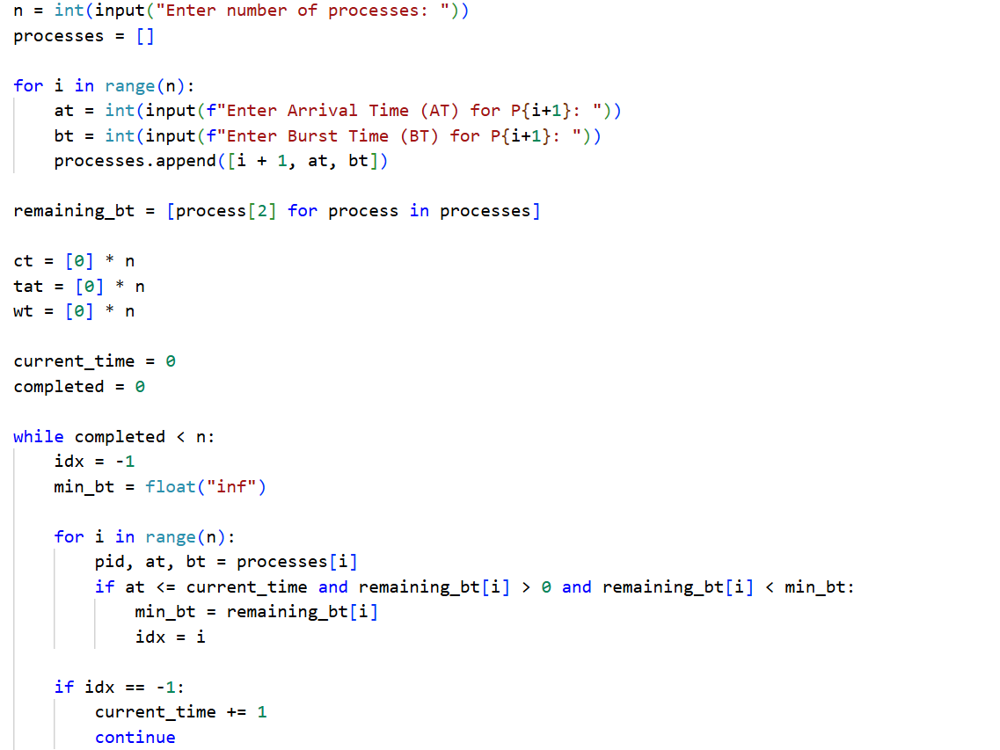 n = int(input("Enter number of processes: "))
processes = []

for i in range(n):
    at = int(input(f"Enter Arrival Time (AT) for P{i+1}: "))
    bt = int(input(f"Enter Burst Time (BT) for P{i+1}: "))
    processes.append([i + 1, at, bt])

remaining_bt = [process[2] for process in processes]

ct = [0] * n
tat = [0] * n
wt = [0] * n

current_time = 0
completed = 0

while completed < n:
    idx = -1
    min_bt = float("inf")

    for i in range(n):
        pid, at, bt = processes[i]
        if at <= current_time and remaining_bt[i] > 0 and remaining_bt[i] < min_bt:
            min_bt = remaining_bt[i]
            idx = i

    if idx == -1:
        current_time += 1
        continue